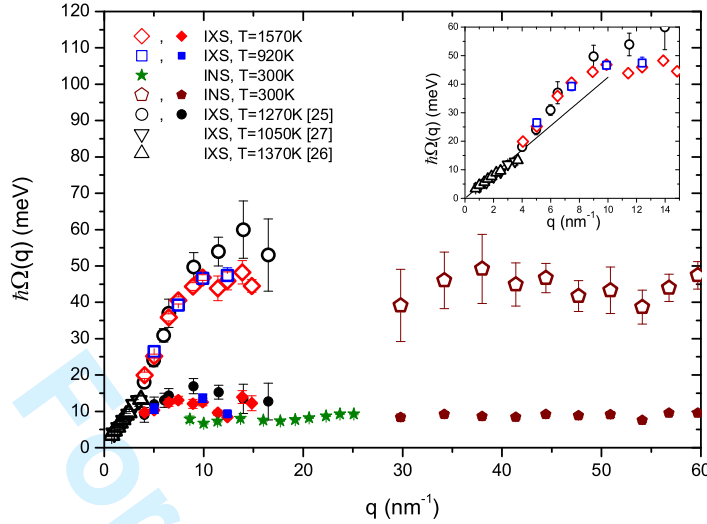 IXS, T=1570K
IXS, T=920K
INS, T=300K
INS, T=300K
IXS, T=1270K [25]
IXS, T=1050K [27]
IXS, T=1370K [26]
120
110
100
90
80
70
60
50
40
30
20
10
0
ħΩ(q) (meV)
0 10 20 30 40 50 60
q (nm⁻¹)
60
50
40
30
20
10
0
ħΩ(q) (meV)
0 2 4 6 8 10 12 14
q (nm⁻¹)
For